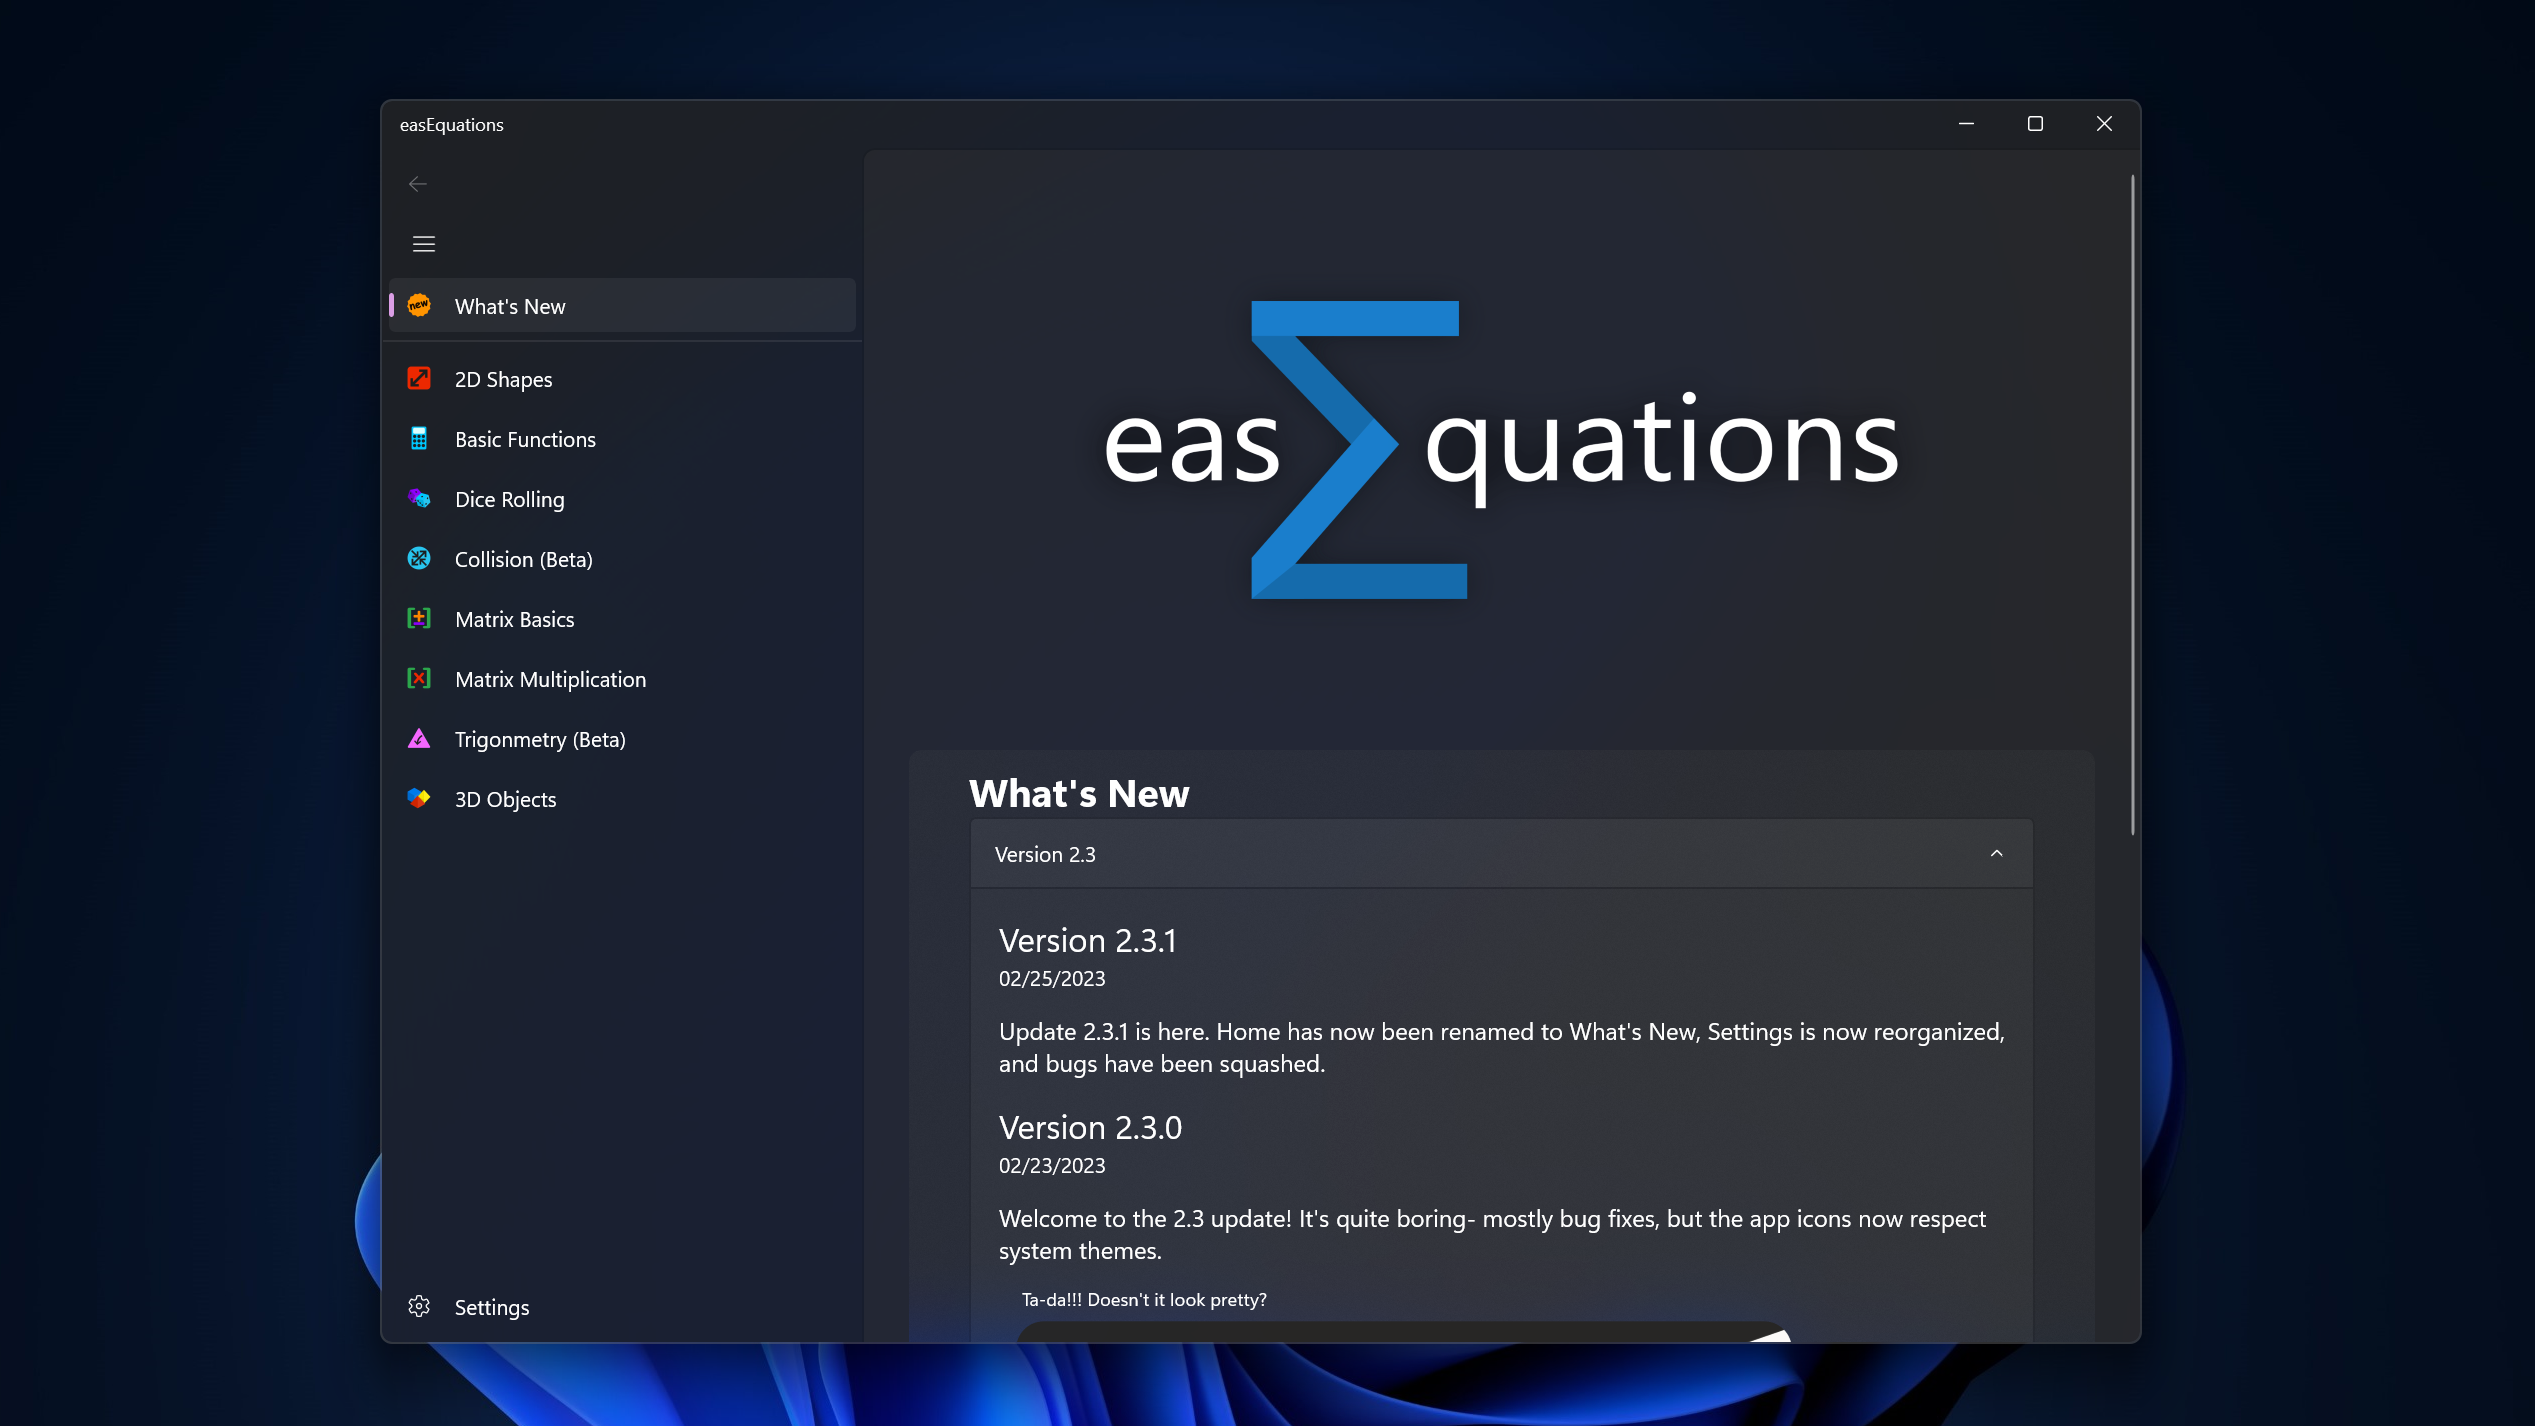 easEquations
What's New
2D Shapes
Basic Functions
Dice Rolling
Collision (Beta)
Matrix Basics
Matrix Multiplication
Trigonmetry (Beta)
3D Objects
Settings
eas∑quations
What's New
Version 2.3
Version 2.3.1
02/25/2023
Update 2.3.1 is here. Home has now been renamed to What's New, Settings is now reorganized,
and bugs have been squashed.
Version 2.3.0
02/23/2023
Welcome to the 2.3 update! It's quite boring- mostly bug fixes, but the app icons now respect
system themes.
Ta-da!!! Doesn't it look pretty?